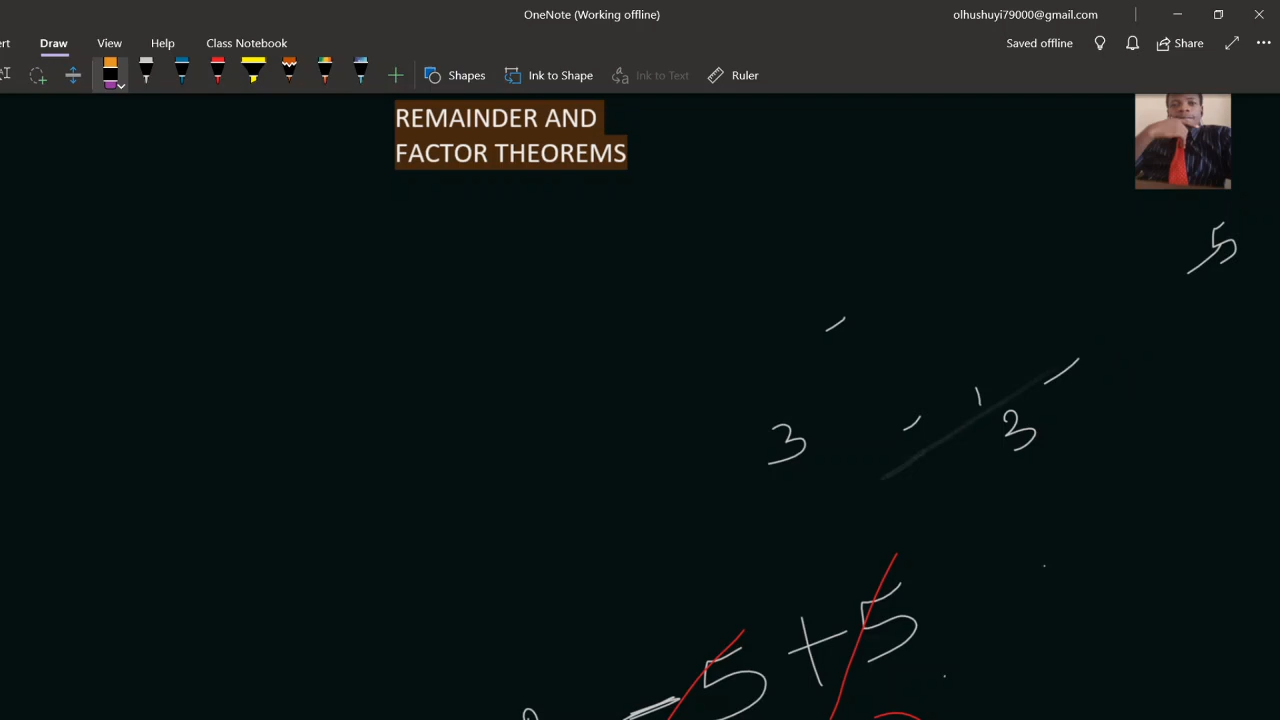 OneNote (Working offline)
olhushuyi79000@gmail.com
rt Draw View Help Class Notebook
Saved offline
Share
Shapes
Ink to Shape
Ink to Text
Ruler
REMAINDER AND
FACTOR THEOREMS
5
3
3
- 5 + 5